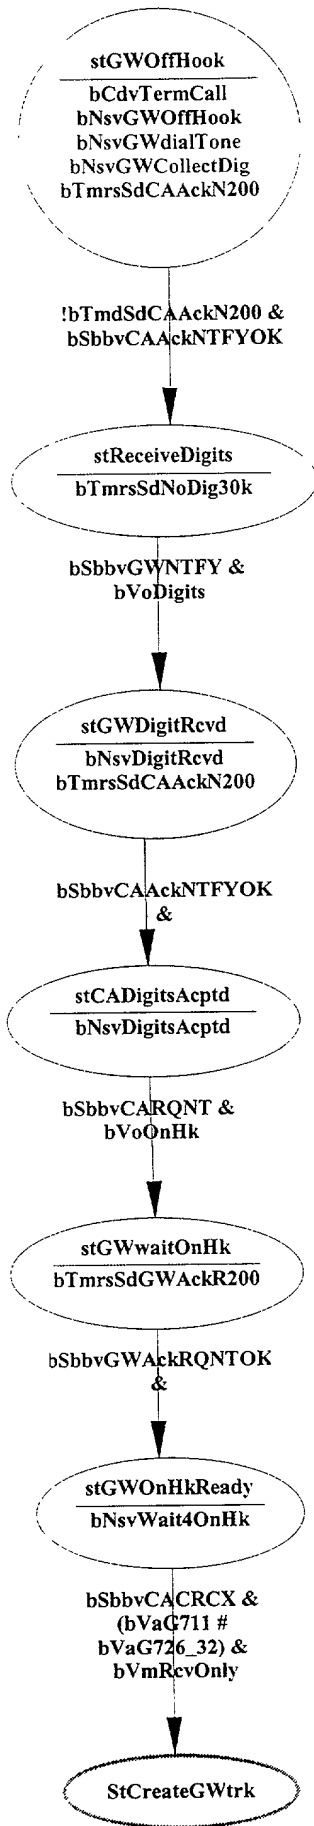 stGWOffHook
bCdvTermCall
bNsvGWOffHook
bNsvGWdialTone
bNsvGWCollectDig
bTmrsSdCAAckN200
!bTmdSdCAAckN200 &
bSbbvCAAckNTFYOK
stReceiveDigits
bTmrsSdNoDig30k
bSbbvGWNTFY &
bVoDigits
stGWDigitRcvd
bNsvDigitRcvd
bTmrsSdCAAckN200
bSbbvCAAckNTFYOK
&
stCADigitsAcptd
bNsvDigitsAcptd
bSbbvCARQNT &
bVoOnHk
stGWwaitOnHk
bTmrsSdGWAckR200
bSbbvGWAckRQNTOK
&
stGWOnHkReady
bNsvWait4OnHk
bSbbvCACRCX &
(bVaG711 #
bVaG726_32) &
bVmRcvOnly
StCreateGWtrk